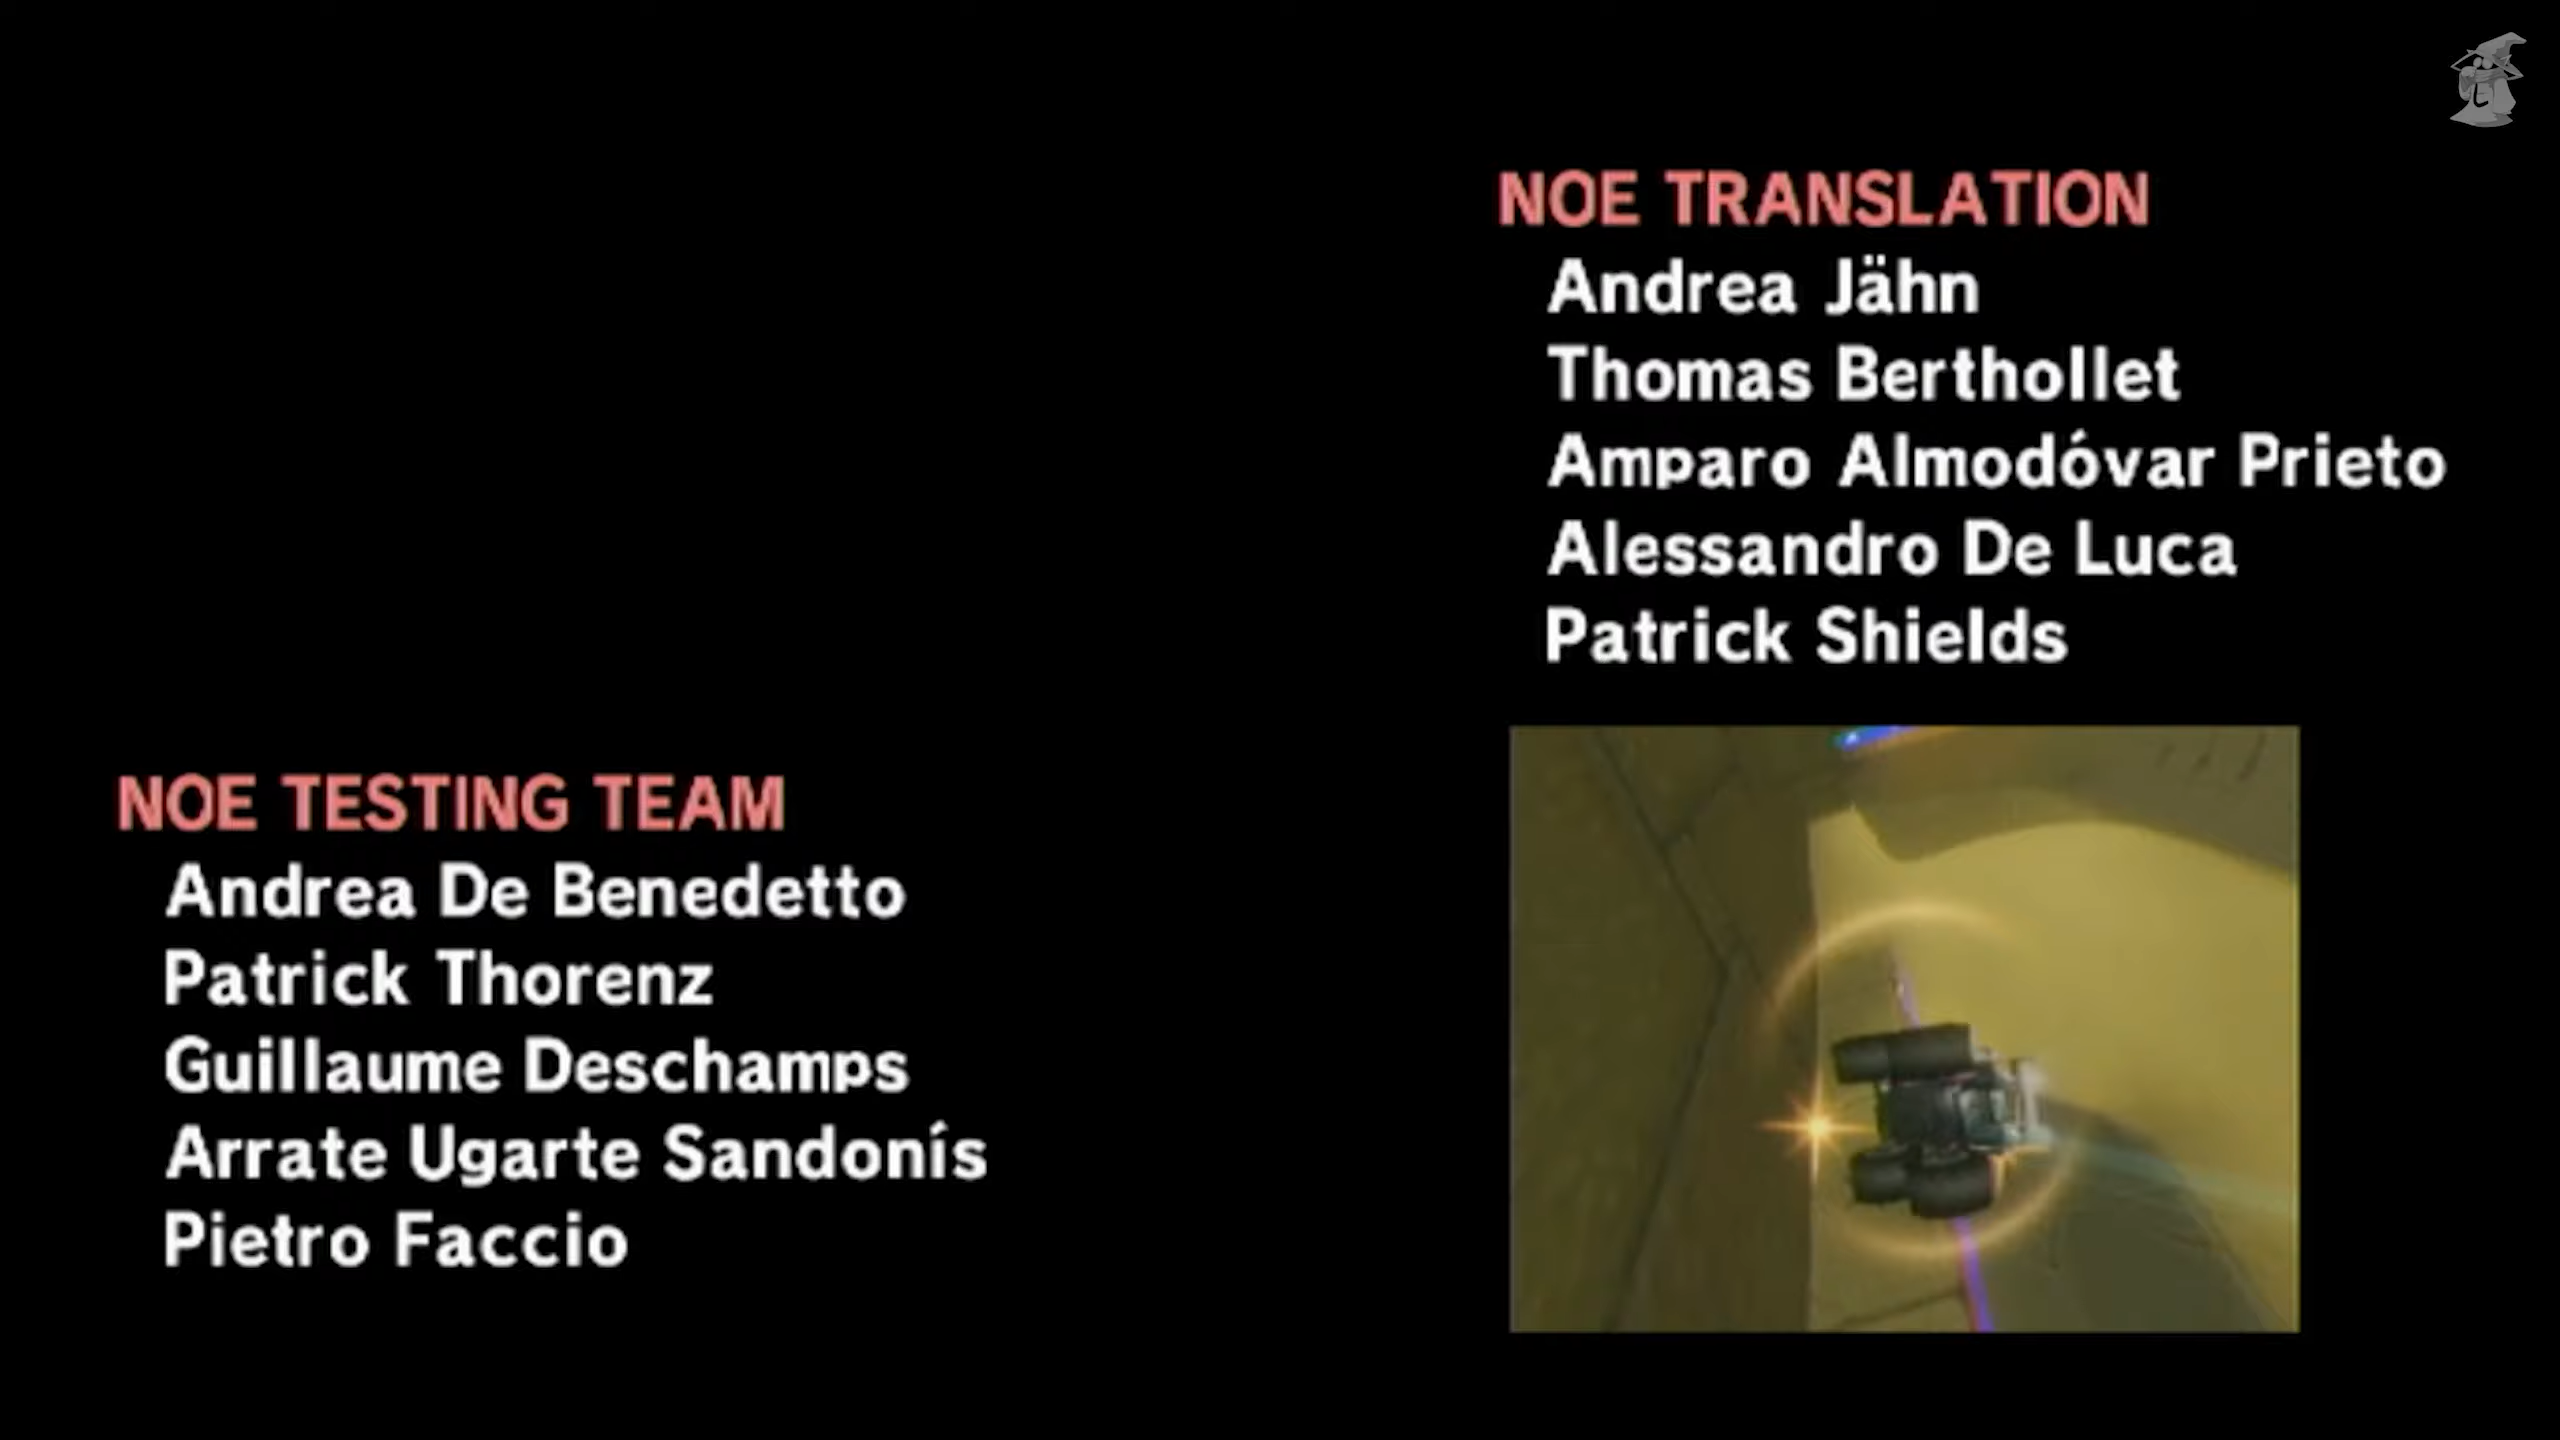 NOE TRANSLATION
Andrea Jähn
Thomas Berthollet
Amparo Almodóvar Prieto
Alessandro De Luca
Patrick Shields
NOE TESTING TEAM
Andrea De Benedetto
Patrick Thorenz
Guillaume Deschamps
Arrate Ugarte Sandonís
Pietro Faccio